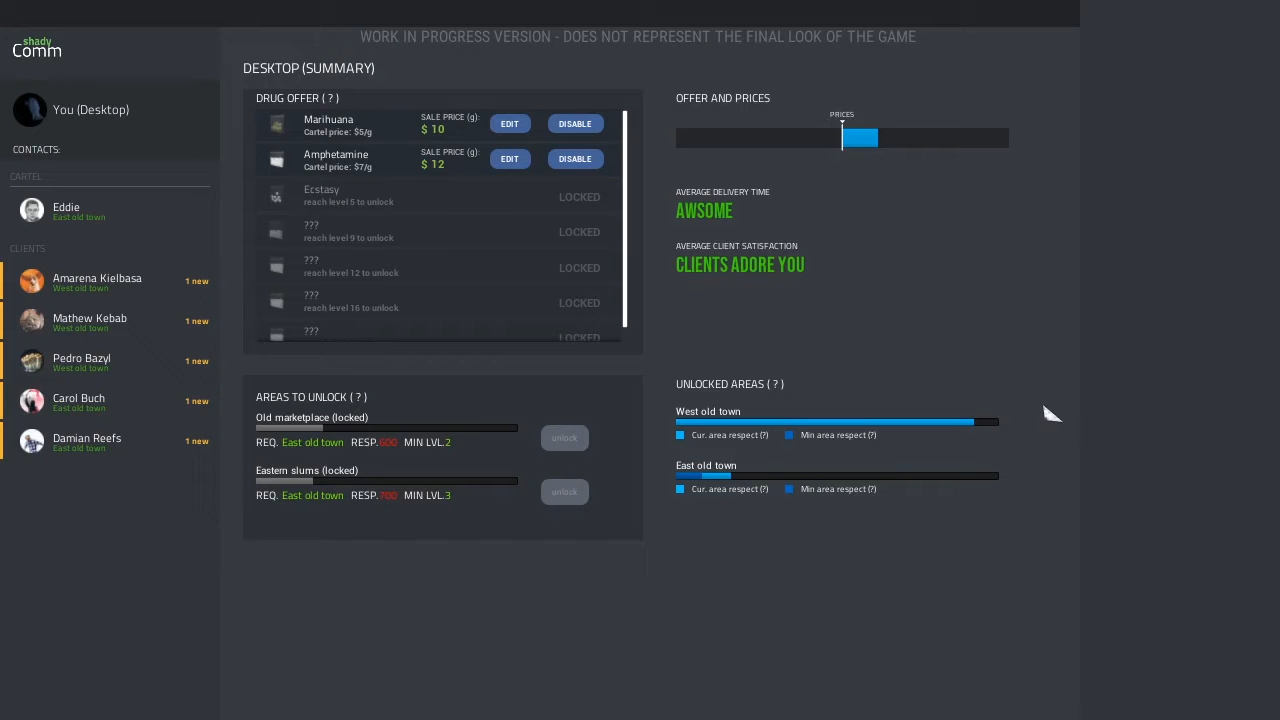 WORK IN PROGRESS VERSION - DOES NOT REPRESENT THE FINAL LOOK OF THE GAME
shady
Comm
You (Desktop)
CONTACTS:
CARTEL
Eddie
East old town
CLIENTS
Amarena Kielbasa
West old town
1 new
Mathew Kebab
West old town
1 new
Pedro Bazyl
West old town
1 new
Carol Buch
East old town
1 new
Damian Reefs
East old town
1 new
DESKTOP (SUMMARY)
DRUG OFFER ( ? )
Marihuana
Cartel price: $5/g
SALE PRICE (g):
$ 10
EDIT
DISABLE
Amphetamine
Cartel price: $7/g
SALE PRICE (g):
$ 12
EDIT
DISABLE
Ecstasy
reach level 5 to unlock
LOCKED
???
reach level 9 to unlock
LOCKED
???
reach level 12 to unlock
LOCKED
???
reach level 16 to unlock
LOCKED
???
LOCKED
OFFER AND PRICES
PRICES
AVERAGE DELIVERY TIME
AWSOME
AVERAGE CLIENT SATISFACTION
CLIENTS ADORE YOU
AREAS TO UNLOCK ( ? )
Old marketplace (locked)
REQ. East old town RESP.600 MIN LVL.2
unlock
Eastern slums (locked)
REQ. East old town RESP.700 MIN LVL.3
unlock
UNLOCKED AREAS ( ? )
West old town
Cur. area respect (?) Min area respect (?)
East old town
Cur. area respect (?) Min area respect (?)